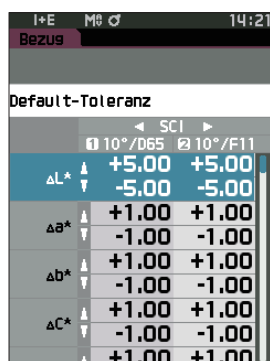 I+E M 14:21
Bezug
Default-Toleranz
◄ SCI ►
1 10°/D65 2 10°/F11
ΔL* +5.00 +5.00
-5.00 -5.00
Δa* +1.00 +1.00
-1.00 -1.00
Δb* +1.00 +1.00
-1.00 -1.00
ΔC* +1.00 +1.00
-1.00 -1.00
+1.00 +1.00